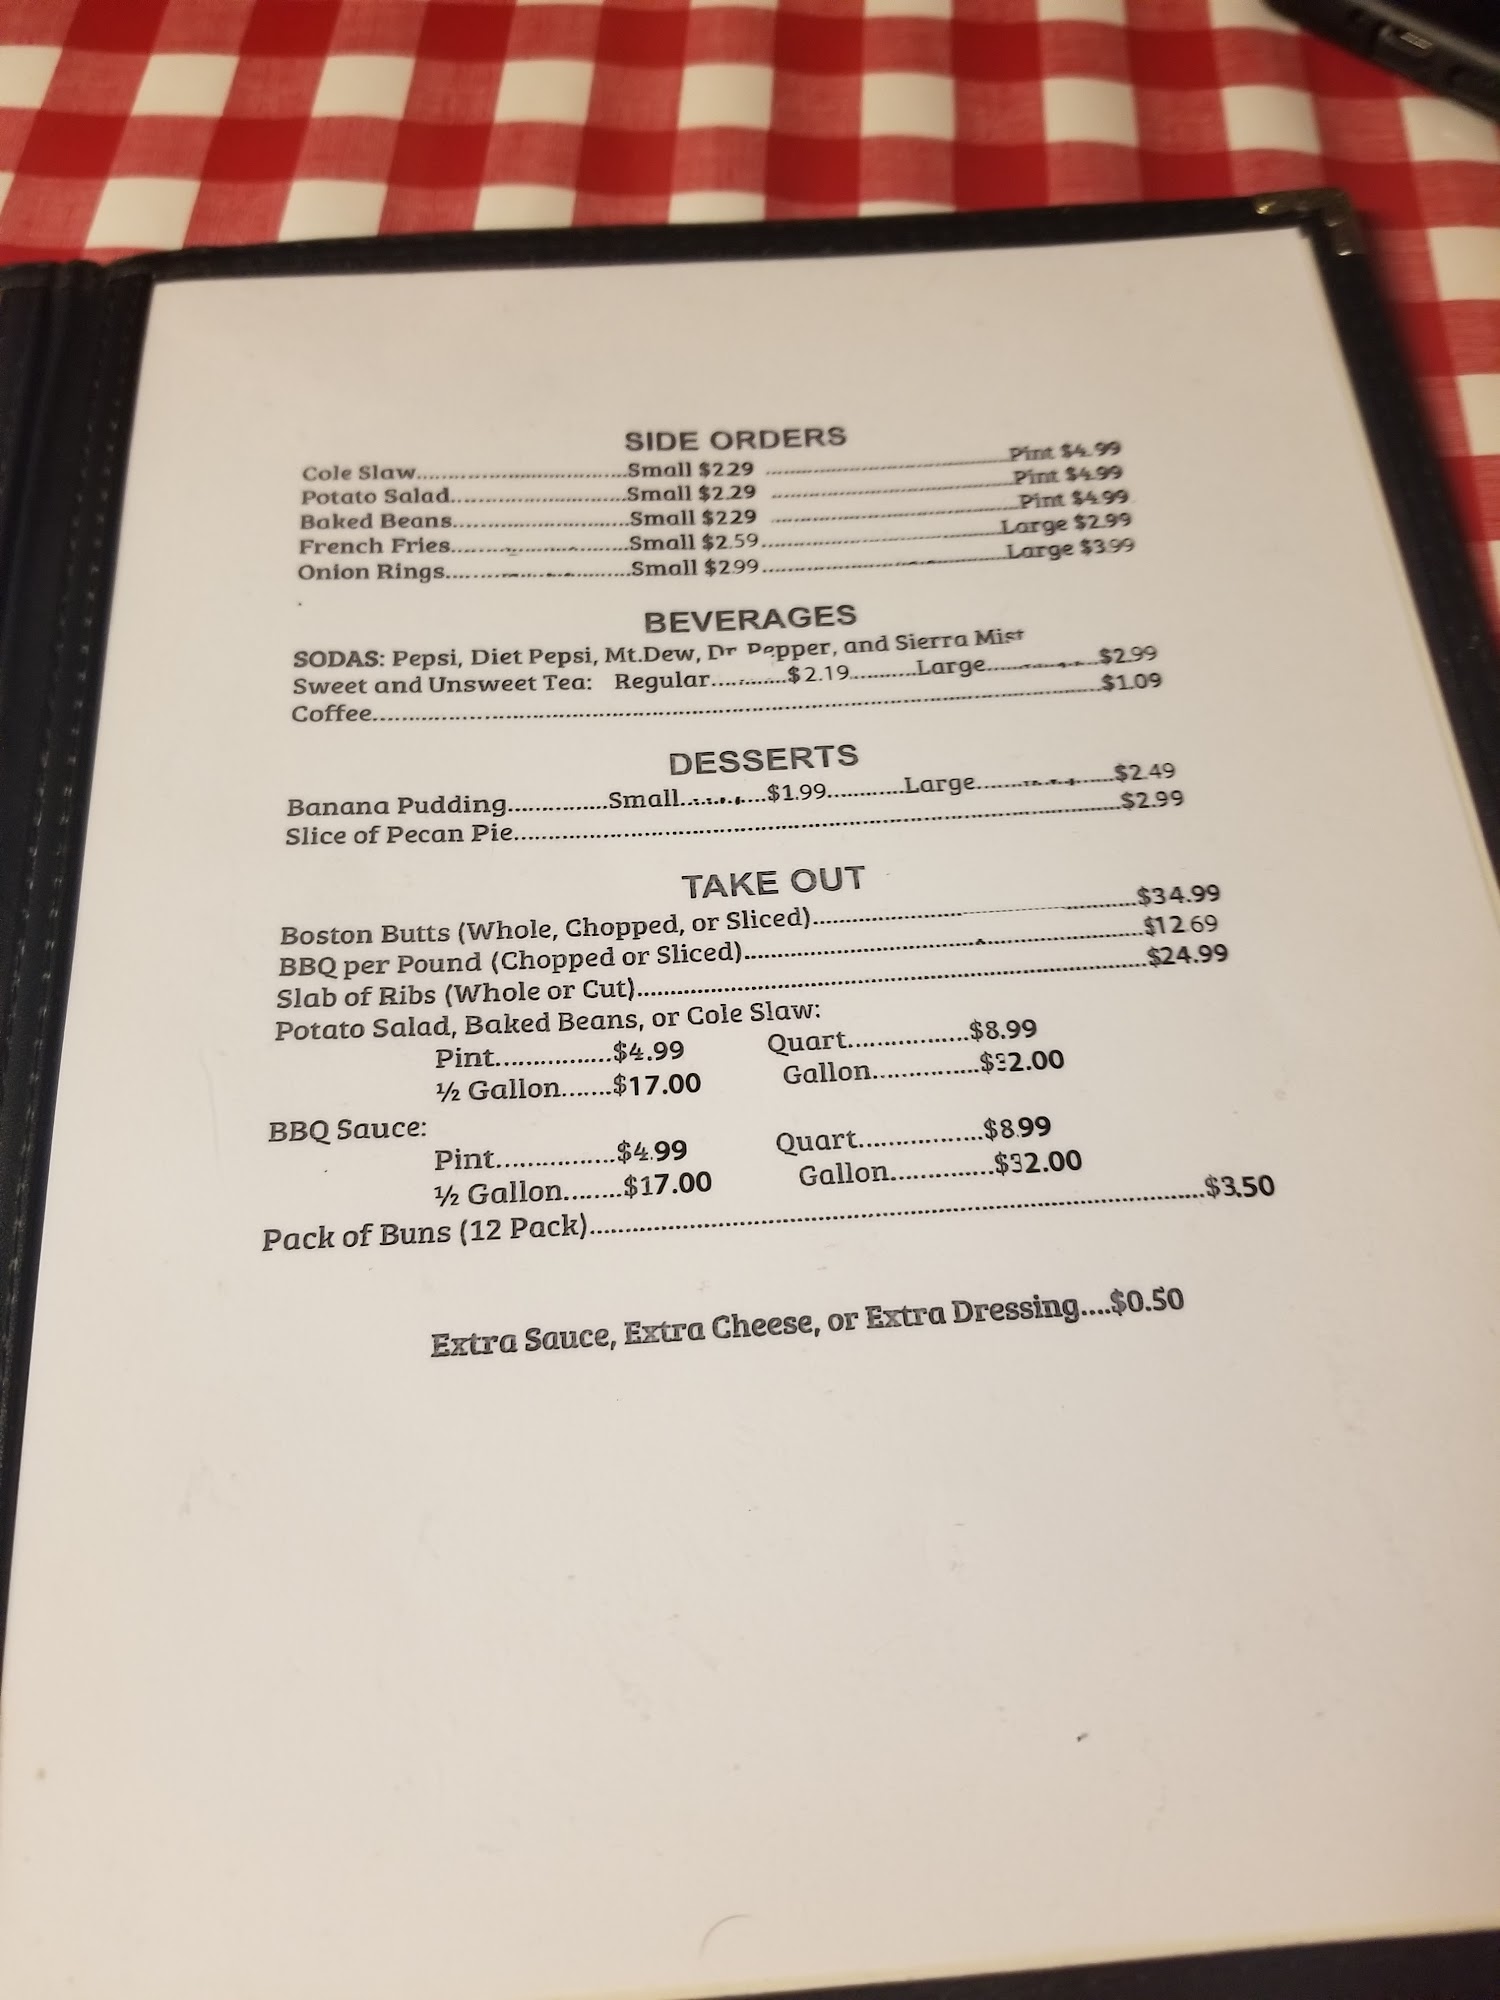 SIDE ORDERS
Cole Slaw..............................Small $2.29 ..................................Pint $4.99
Potato Salad.........................Small $2.29 ..................................Pint $4.99
Baked Beans.........................Small $2.29 ..................................Pint $4.99
French Fries.........................Small $2.59..................................Large $2.99
Onion Rings..........................Small $2.99..................................Large $3.99
BEVERAGES
SODAS: Pepsi, Diet Pepsi, Mt.Dew, Dr Pepper, and Sierra Mist
Sweet and Unsweet Tea: Regular...........$2.19..........Large...............$2.99
Coffee........................................................................................................$1.09
DESSERTS
Banana Pudding..............Small...........$1.99...........Large..................$2.49
Slice of Pecan Pie.....................................................................................$2.99
TAKE OUT
Boston Butts (Whole, Chopped, or Sliced)..........................................$34.99
BBQ per Pound (Chopped or Sliced)...................................................$12.69
Slab of Ribs (Whole or Cut)..................................................................$24.99
Potato Salad, Baked Beans, or Cole Slaw:
Pint................$4.99 Quart.................$8.99
½ Gallon.......$17.00 Gallon...............$32.00
BBQ Sauce:
Pint................$4.99 Quart.................$8.99
½ Gallon........$17.00 Gallon..............$32.00
Pack of Buns (12 Pack)............................................................................$3.50
Extra Sauce, Extra Cheese, or Extra Dressing....$0.50